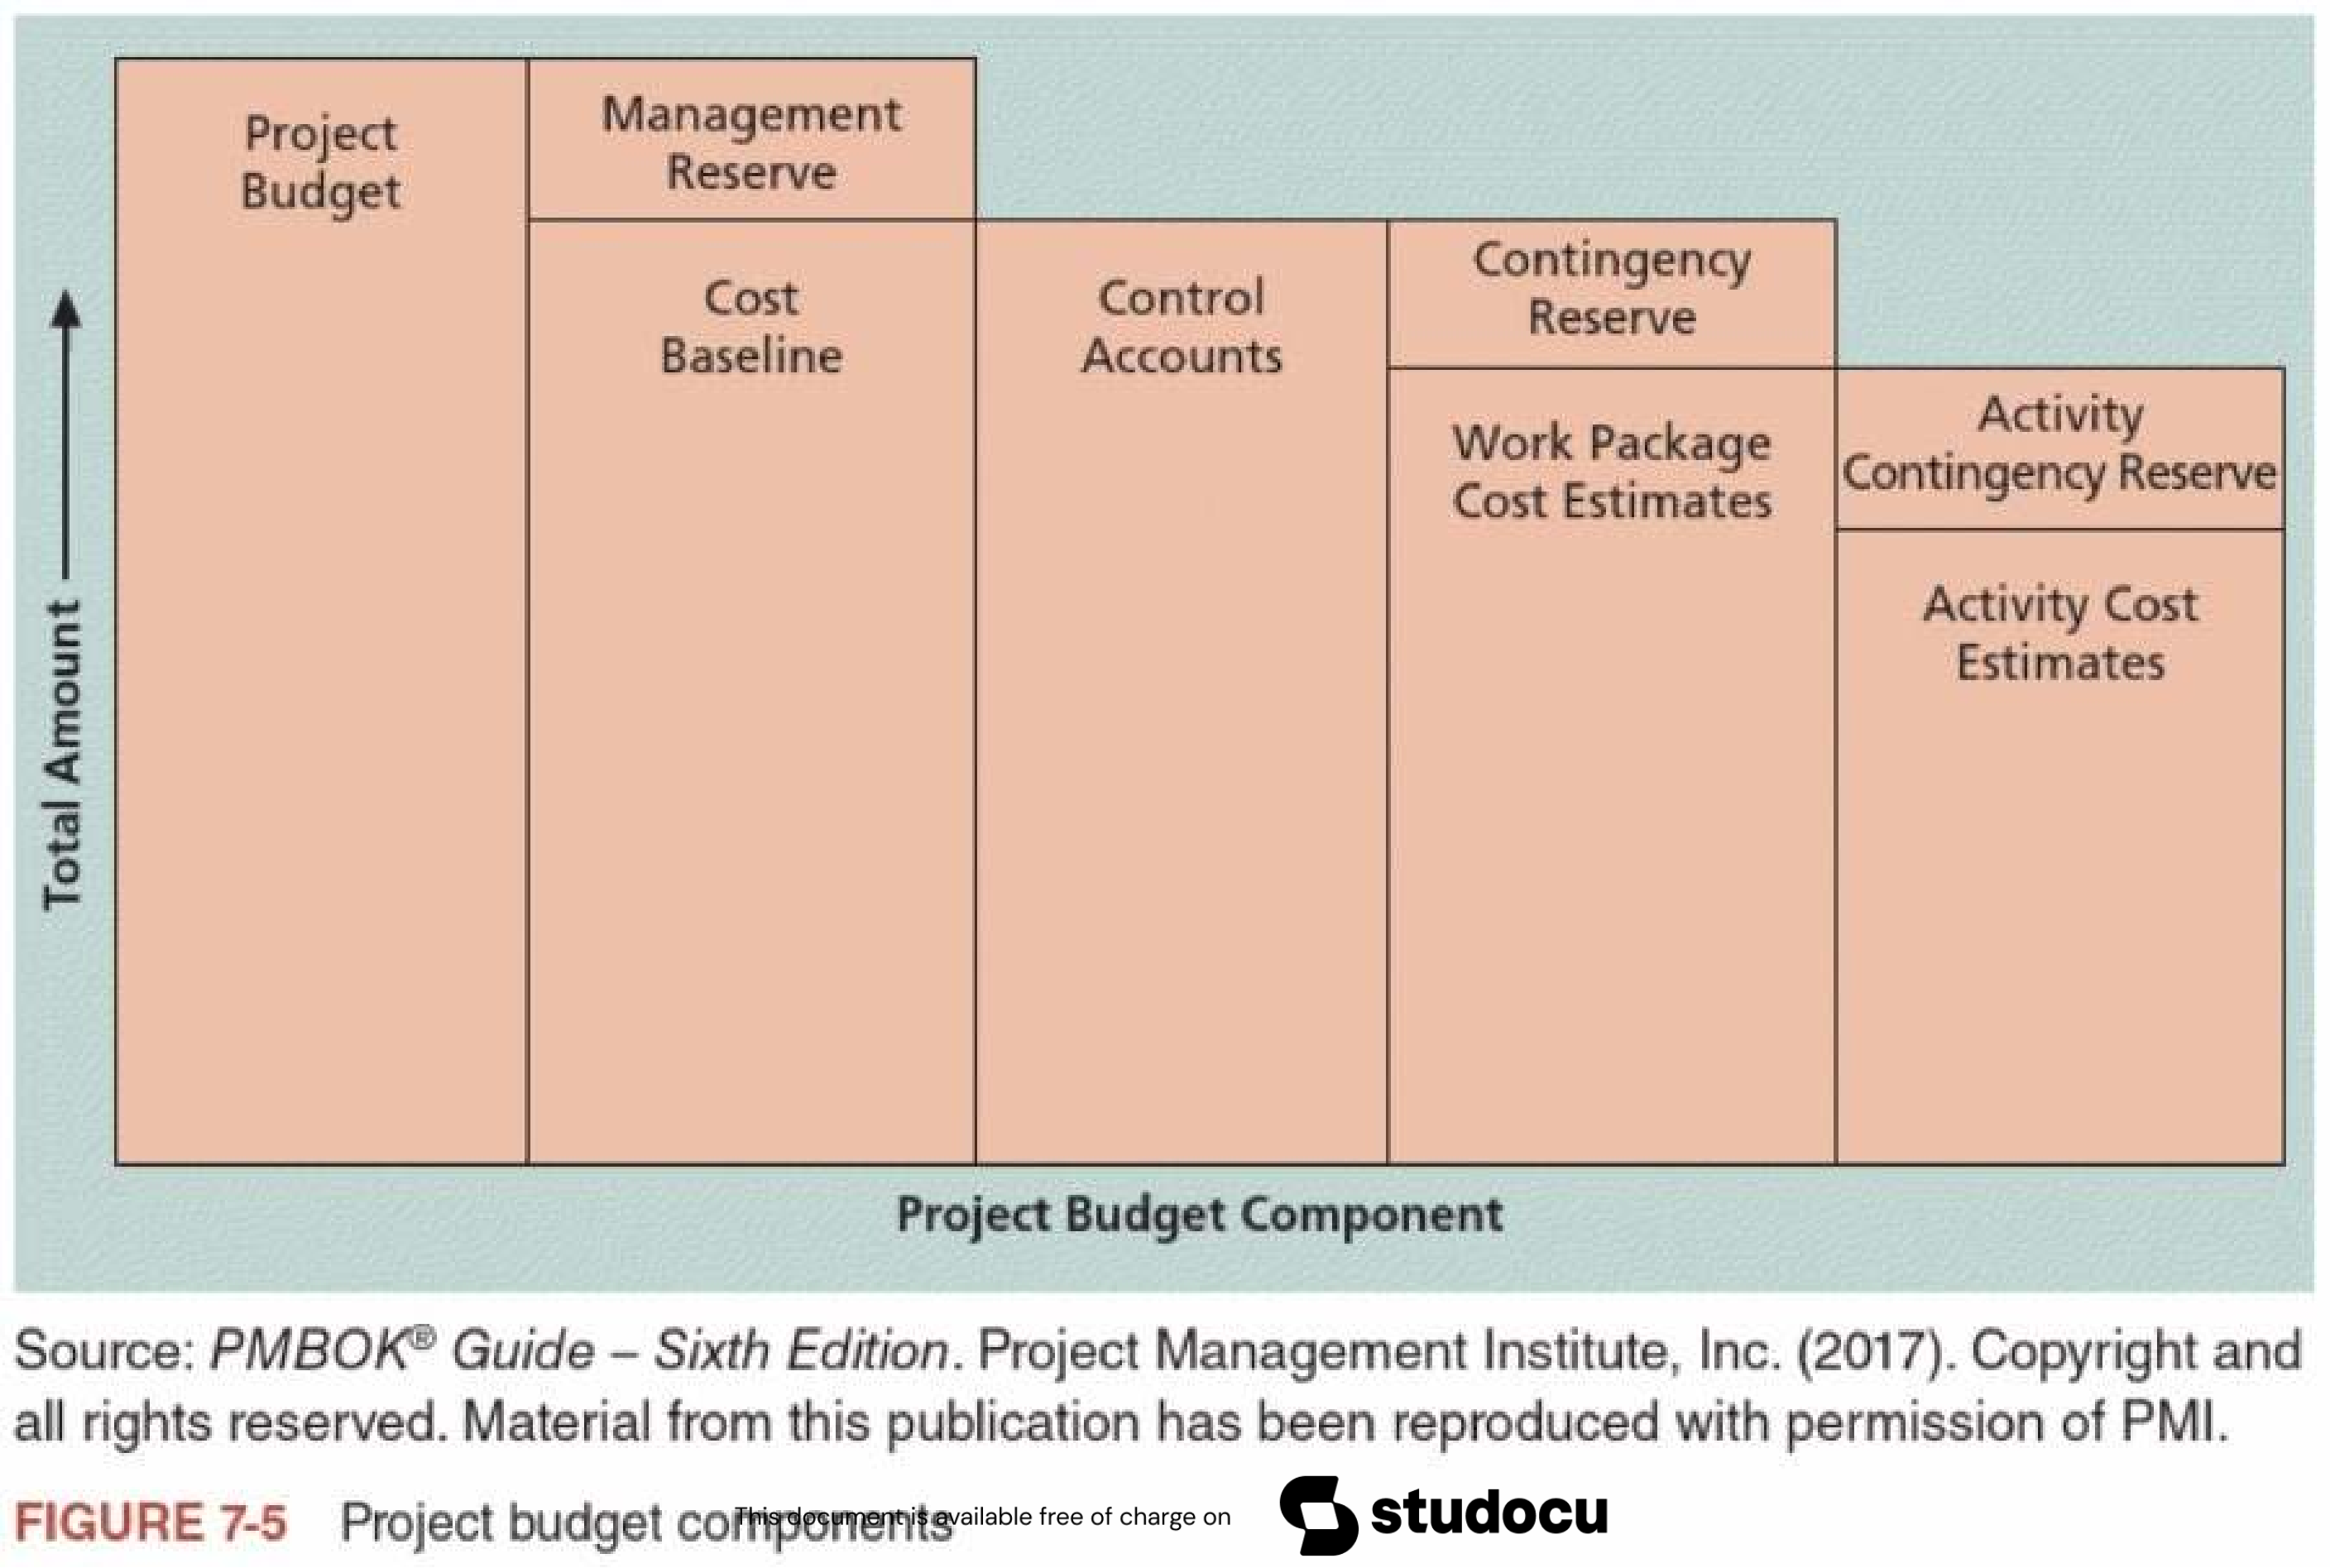 Project
Budget
Management
Reserve
Cost
Baseline
Control
Accounts
Contingency
Reserve
Work Package
Cost Estimates
Activity
Contingency Reserve
Activity Cost
Estimates
Total Amount
Project Budget Component
Source: PMBOK® Guide – Sixth Edition. Project Management Institute, Inc. (2017). Copyright and
all rights reserved. Material from this publication has been reproduced with permission of PMI.
FIGURE 7-5 Project budget components
This document is available free of charge on
studocu